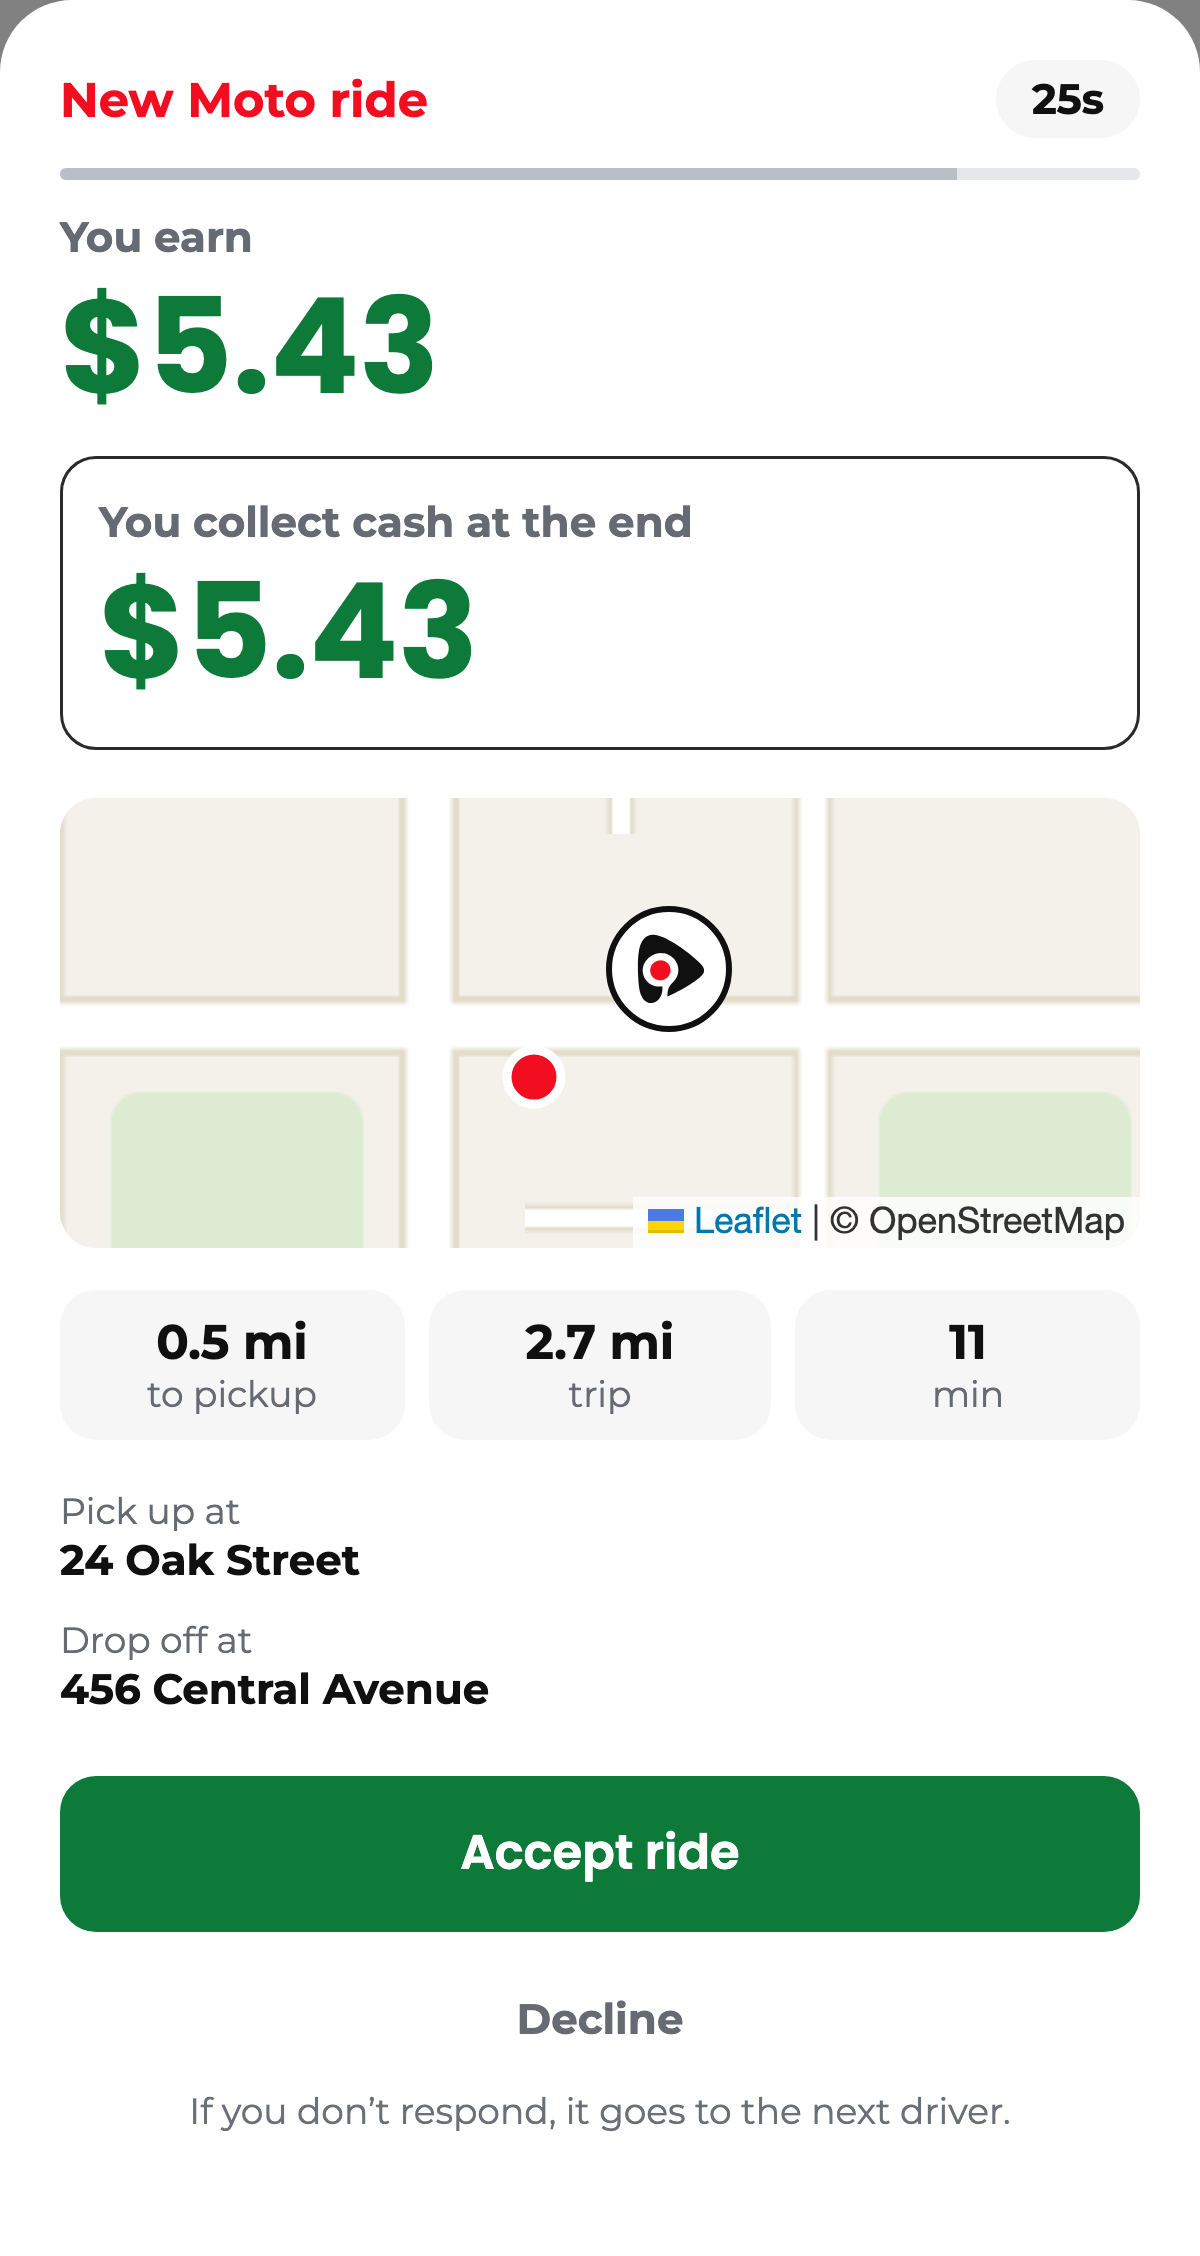 New Moto ride
25s
You earn
$5.43
You collect cash at the end
$5.43
Leaflet | © OpenStreetMap
0.5 mi
to pickup
2.7 mi
trip
11
min
Pick up at
24 Oak Street
Drop off at
456 Central Avenue
Accept ride
Decline
If you don’t respond, it goes to the next driver.